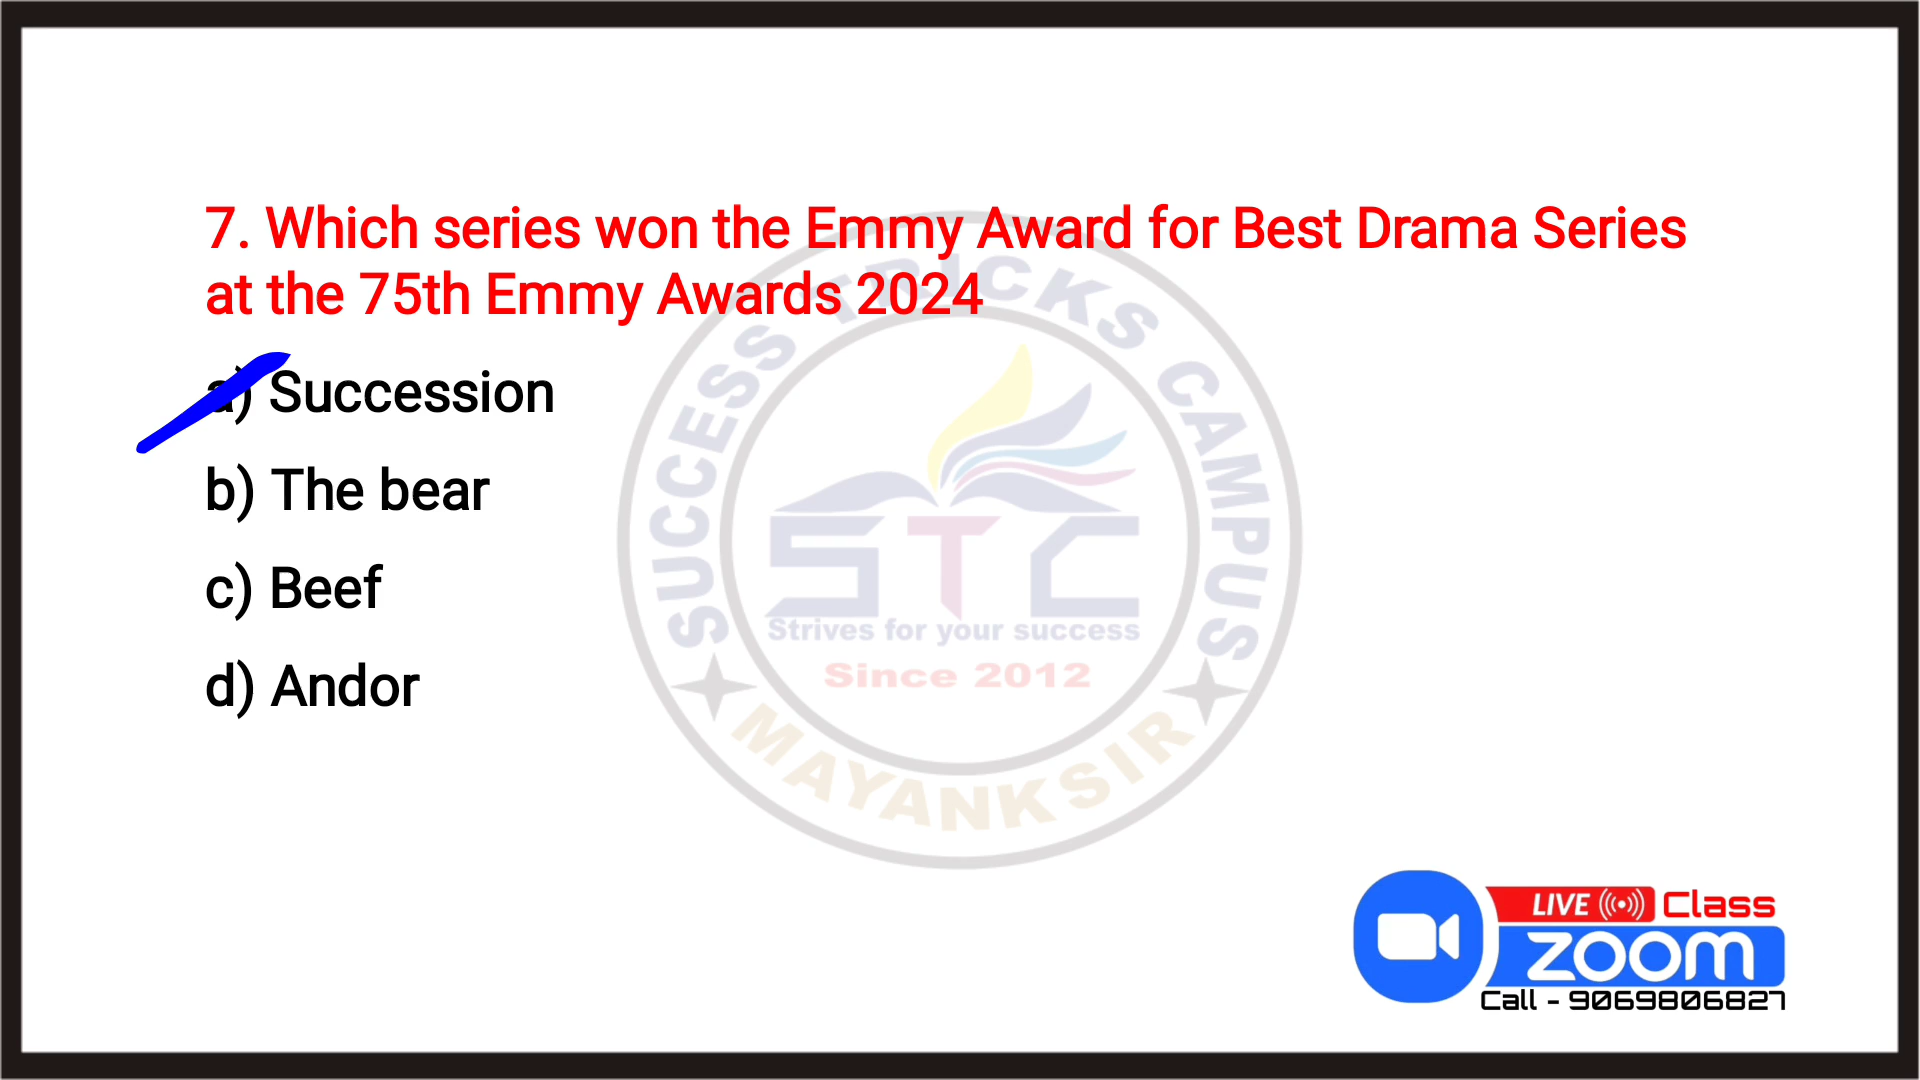 7. Which series won the Emmy Award for Best Drama Series
at the 75th Emmy Awards 2024
a) Succession
b) The bear
c) Beef
d) Andor
SUCCESS TRICKS CAMPUS
STC
Strives for your success
Since 2012
MAYANKSIR
LIVE Class
zoom
Call - 9069806827